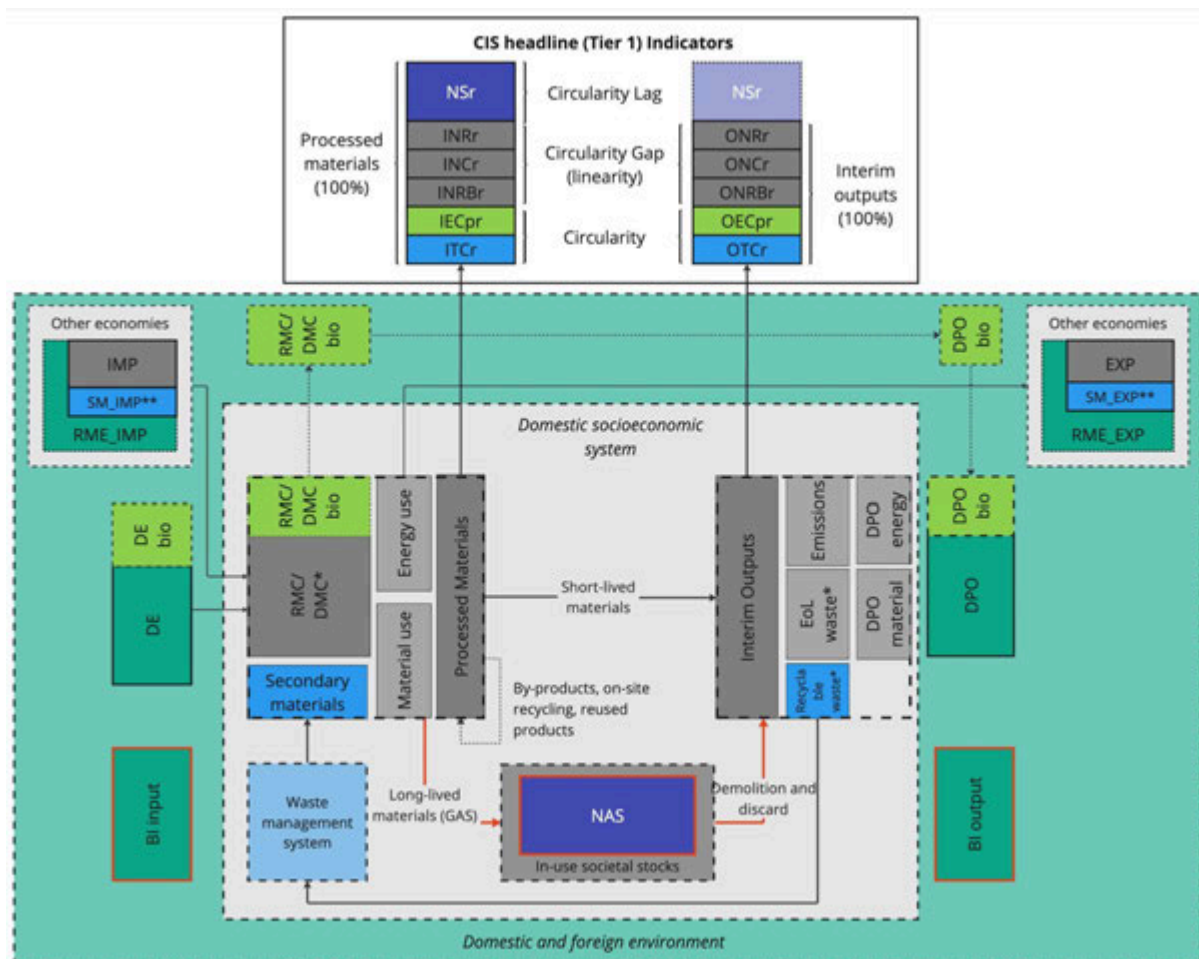 CIS headline (Tier 1) Indicators
NSr
Circularity Lag
NSr
Processed
materials
(100%)
INRr
INCr
INRBr
Circularity Gap
(linearity)
ONRr
ONCr
ONRBr
Interim
outputs
(100%)
IECpr
ITCr
Circularity
OECpr
OTCr
Other economies
IMP
SM_IMP**
RME_IMP
RMC/
DMC
bio
DPO
bio
Other economies
EXP
SM_EXP**
RME_EXP
Domestic socioeconomic
system
DE
bio
DE
RMC/
DMC
bio
RMC/
DMC*
Secondary
materials
Energy use
Material use
Processed Materials
Short-lived
materials
By-products, on-site
recycling, reused
products
Interim Outputs
Emissions
EoL
waste*
Recycla
ble
waste*
DPO
energy
DPO
material
DPO
bio
DPO
BI input
Waste
management
system
Long-lived
materials (GAS)
NAS
In-use societal stocks
Demolition and
discard
BI output
Domestic and foreign environment